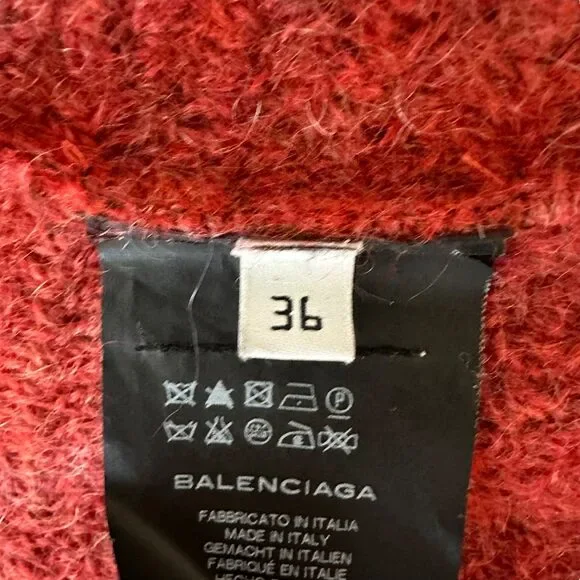 36
P
BALENCIAGA
FABBRICATO IN ITALIA
MADE IN ITALY
GEMACHT IN ITALIEN
FABRIQUÉ EN ITALIE